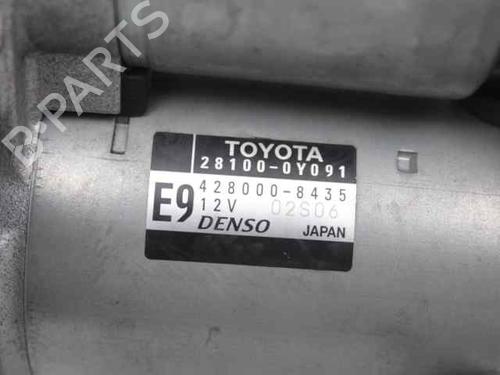 TOYOTA
28100-0Y091
E9 428000-8435
12V 02S06
DENSO JAPAN
B-PARTS